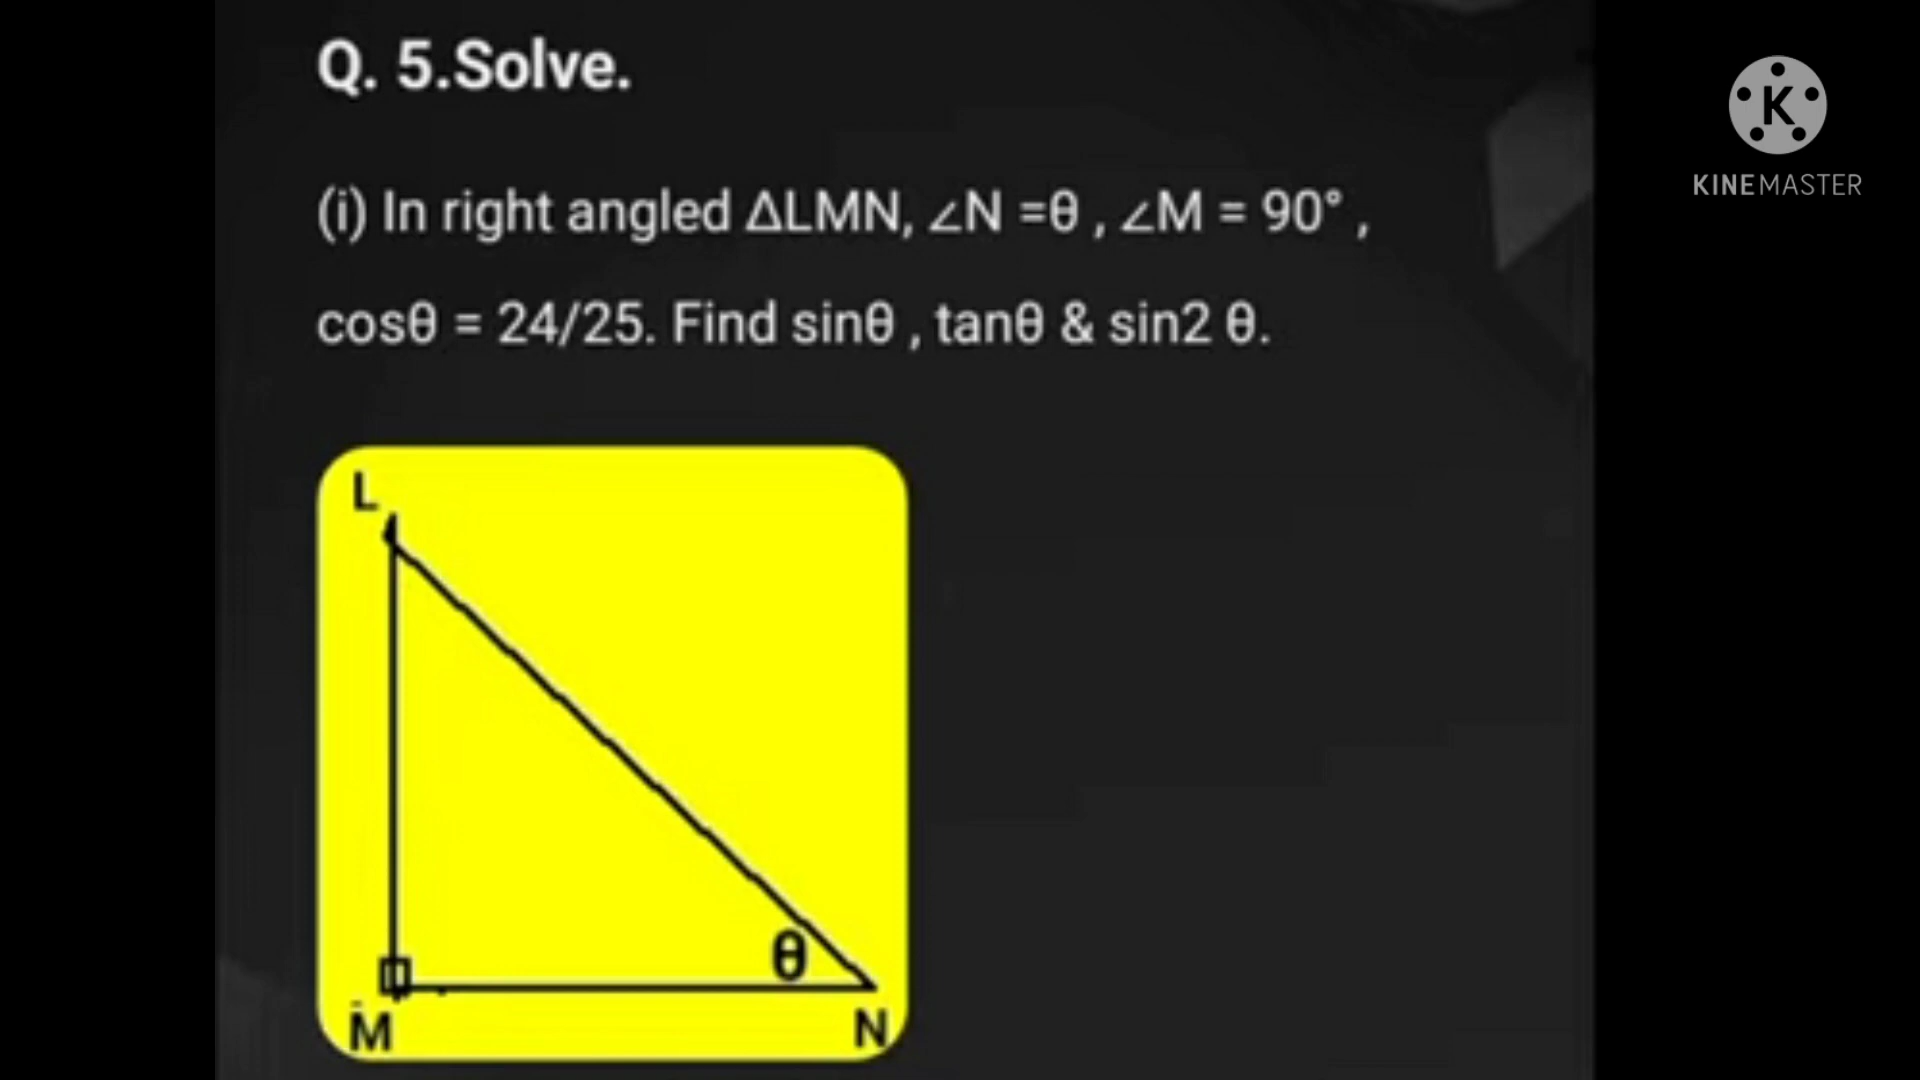 Q. 5.Solve.
(i) In right angled ΔLMN, ∠N =θ , ∠M = 90° ,
cosθ = 24/25. Find sinθ , tanθ & sin2 θ.
L
θ
M
N
K
KINEMASTER